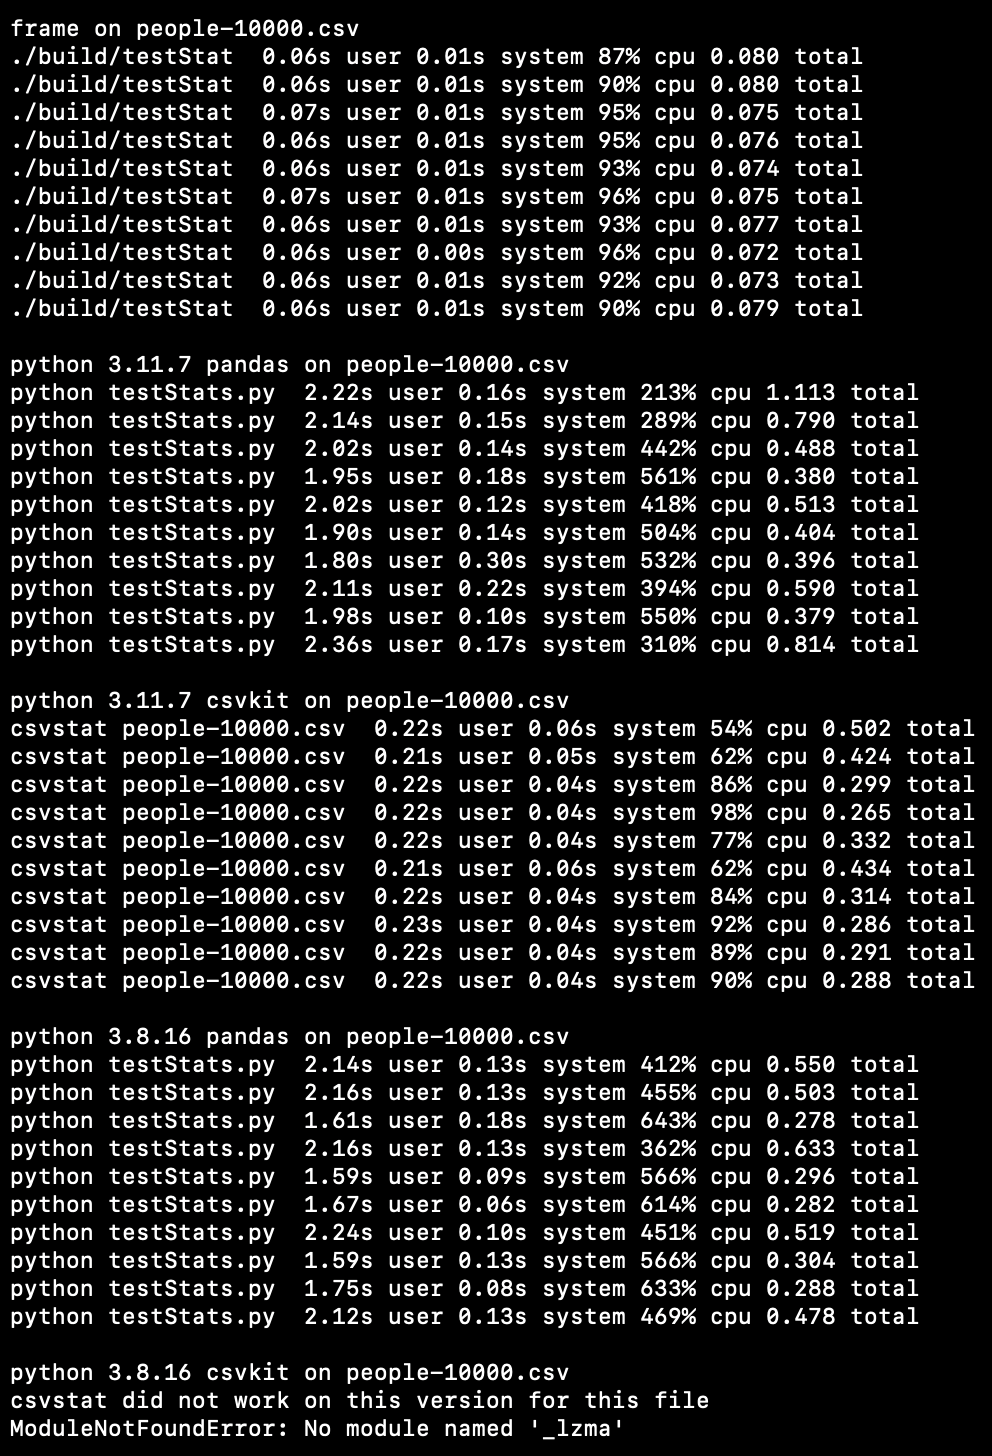 frame on people-10000.csv
./build/testStat  0.06s user 0.01s system 87% cpu 0.080 total
./build/testStat  0.06s user 0.01s system 90% cpu 0.080 total
./build/testStat  0.07s user 0.01s system 95% cpu 0.075 total
./build/testStat  0.06s user 0.01s system 95% cpu 0.076 total
./build/testStat  0.06s user 0.01s system 93% cpu 0.074 total
./build/testStat  0.07s user 0.01s system 96% cpu 0.075 total
./build/testStat  0.06s user 0.01s system 93% cpu 0.077 total
./build/testStat  0.06s user 0.00s system 96% cpu 0.072 total
./build/testStat  0.06s user 0.01s system 92% cpu 0.073 total
./build/testStat  0.06s user 0.01s system 90% cpu 0.079 total

python 3.11.7 pandas on people-10000.csv
python testStats.py  2.22s user 0.16s system 213% cpu 1.113 total
python testStats.py  2.14s user 0.15s system 289% cpu 0.790 total
python testStats.py  2.02s user 0.14s system 442% cpu 0.488 total
python testStats.py  1.95s user 0.18s system 561% cpu 0.380 total
python testStats.py  2.02s user 0.12s system 418% cpu 0.513 total
python testStats.py  1.90s user 0.14s system 504% cpu 0.404 total
python testStats.py  1.80s user 0.30s system 532% cpu 0.396 total
python testStats.py  2.11s user 0.22s system 394% cpu 0.590 total
python testStats.py  1.98s user 0.10s system 550% cpu 0.379 total
python testStats.py  2.36s user 0.17s system 310% cpu 0.814 total

python 3.11.7 csvkit on people-10000.csv
csvstat people-10000.csv  0.22s user 0.06s system 54% cpu 0.502 total
csvstat people-10000.csv  0.21s user 0.05s system 62% cpu 0.424 total
csvstat people-10000.csv  0.22s user 0.04s system 86% cpu 0.299 total
csvstat people-10000.csv  0.22s user 0.04s system 98% cpu 0.265 total
csvstat people-10000.csv  0.22s user 0.04s system 77% cpu 0.332 total
csvstat people-10000.csv  0.21s user 0.06s system 62% cpu 0.434 total
csvstat people-10000.csv  0.22s user 0.04s system 84% cpu 0.314 total
csvstat people-10000.csv  0.23s user 0.04s system 92% cpu 0.286 total
csvstat people-10000.csv  0.22s user 0.04s system 89% cpu 0.291 total
csvstat people-10000.csv  0.22s user 0.04s system 90% cpu 0.288 total

python 3.8.16 pandas on people-10000.csv
python testStats.py  2.14s user 0.13s system 412% cpu 0.550 total
python testStats.py  2.16s user 0.13s system 455% cpu 0.503 total
python testStats.py  1.61s user 0.18s system 643% cpu 0.278 total
python testStats.py  2.16s user 0.13s system 362% cpu 0.633 total
python testStats.py  1.59s user 0.09s system 566% cpu 0.296 total
python testStats.py  1.67s user 0.06s system 614% cpu 0.282 total
python testStats.py  2.24s user 0.10s system 451% cpu 0.519 total
python testStats.py  1.59s user 0.13s system 566% cpu 0.304 total
python testStats.py  1.75s user 0.08s system 633% cpu 0.288 total
python testStats.py  2.12s user 0.13s system 469% cpu 0.478 total

python 3.8.16 csvkit on people-10000.csv
csvstat did not work on this version for this file
ModuleNotFoundError: No module named '_lzma'